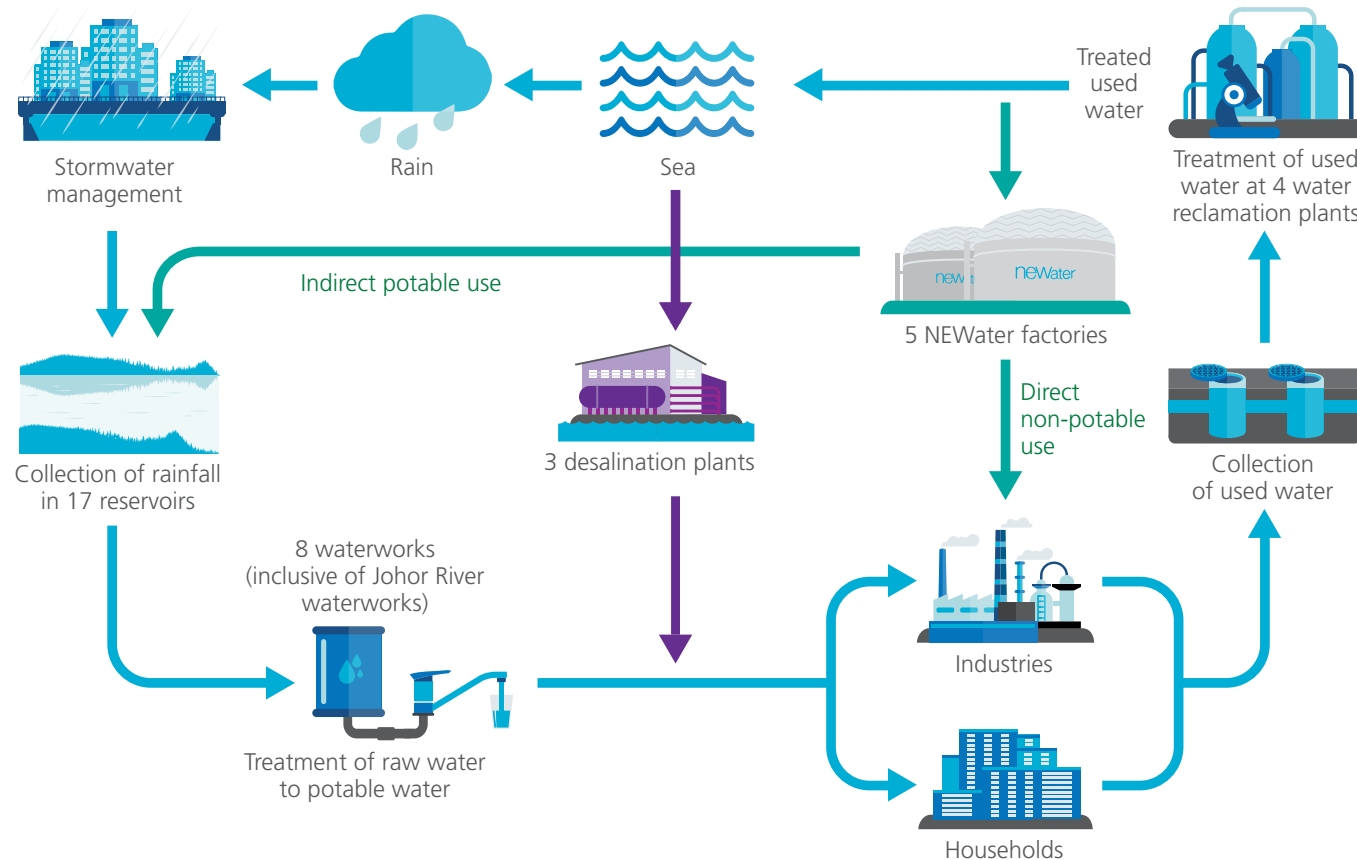 Treated
used
water
Stormwater
management
Rain
Sea
Treatment of used
water at 4 water
reclamation plants
Indirect potable use
newater
newater
5 NEWater factories
Direct
non-potable
use
Collection of rainfall
in 17 reservoirs
3 desalination plants
Collection
of used water
8 waterworks
(inclusive of Johor River
waterworks)
Industries
Treatment of raw water
to potable water
Households